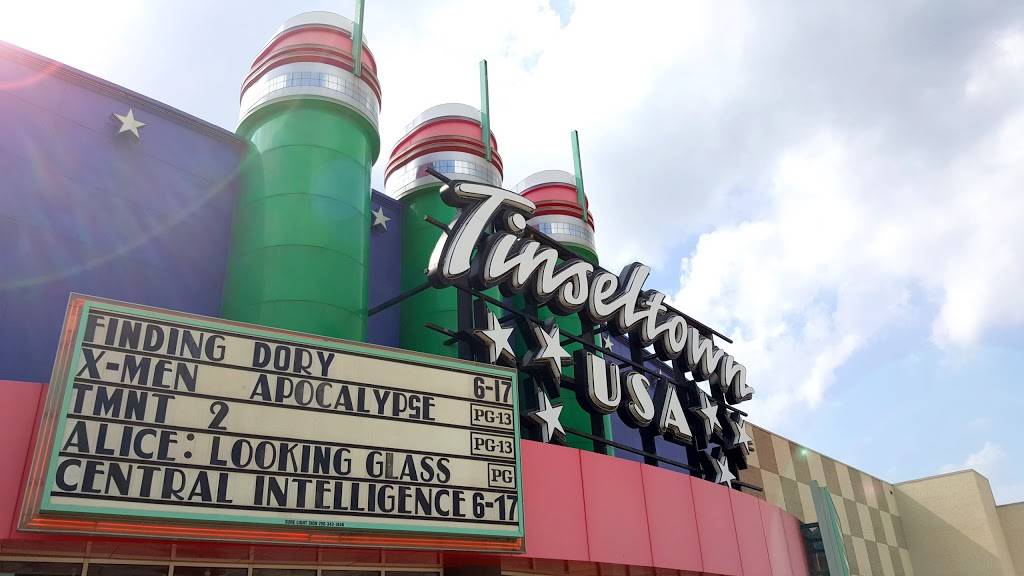 FINDING DORY 6-17
X-MEN APOCALYPSE PG-13
TMNT 2 PG-13
ALICE: LOOKING GLASS PG
CENTRAL INTELLIGENCE 6-17
Tinseltown
USA